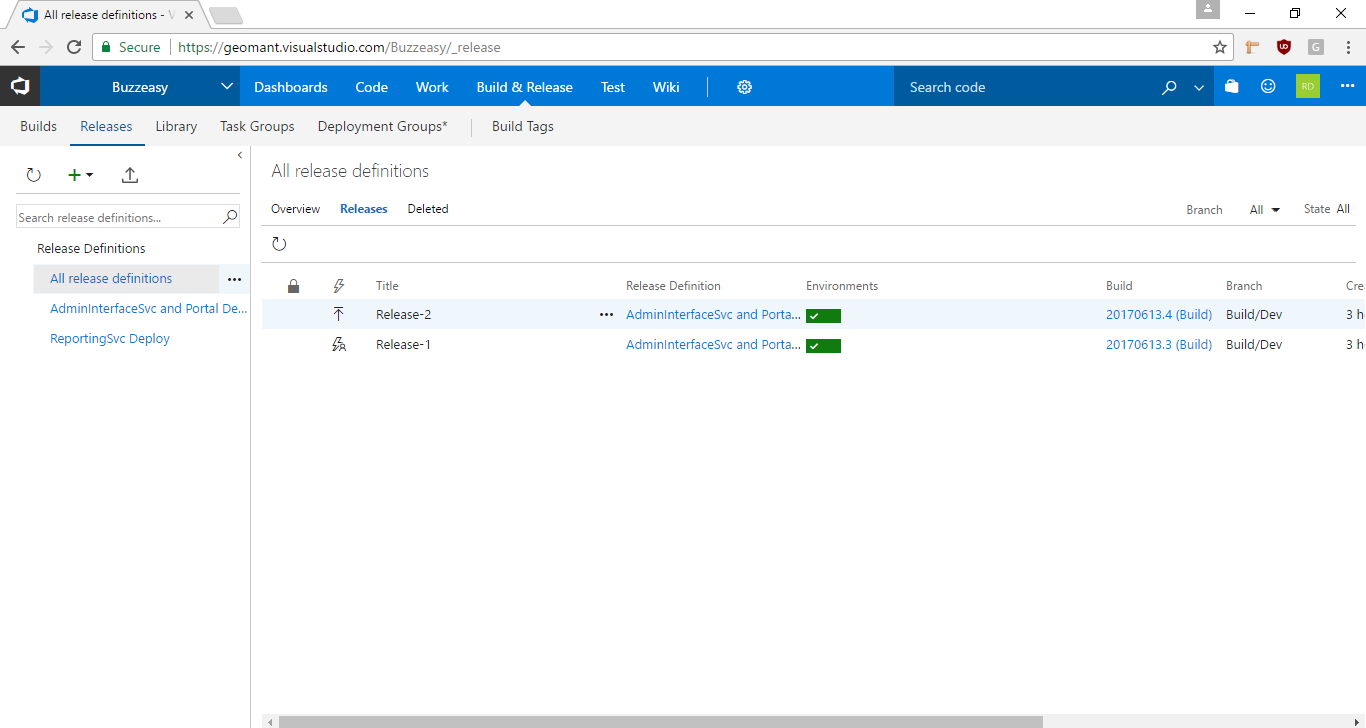 All release definitions - V
Secure https://geomant.visualstudio.com/Buzzeasy/_release
UD
G
Buzzeasy Dashboards Code Work Build & Release Test Wiki Search code RD
Builds Releases Library Task Groups Deployment Groups* Build Tags
Search release definitions...
Release Definitions
All release definitions
AdminInterfaceSvc and Portal De...
ReportingSvc Deploy
All release definitions
Overview Releases Deleted Branch All State All
Title Release Definition Environments Build Branch Cre
Release-2 AdminInterfaceSvc and Porta... 20170613.4 (Build) Build/Dev 3 h
Release-1 AdminInterfaceSvc and Porta... 20170613.3 (Build) Build/Dev 3 h